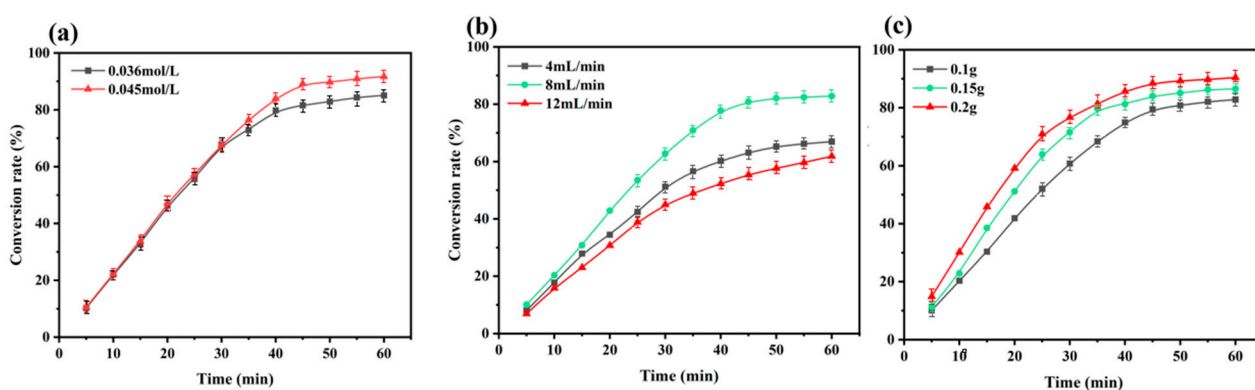 (a)
0.036mol/L
0.045mol/L
Conversion rate (%)
100
80
60
40
20
0
0 10 20 30 40 50 60
Time (min)
(b)
4mL/min
8mL/min
12mL/min
Conversion rate (%)
100
80
60
40
20
0
0 10 20 30 40 50 60
Time (min)
(c)
0.1g
0.15g
0.2g
100
80
60
40
20
0
0 10 20 30 40 50 60
Time (min)